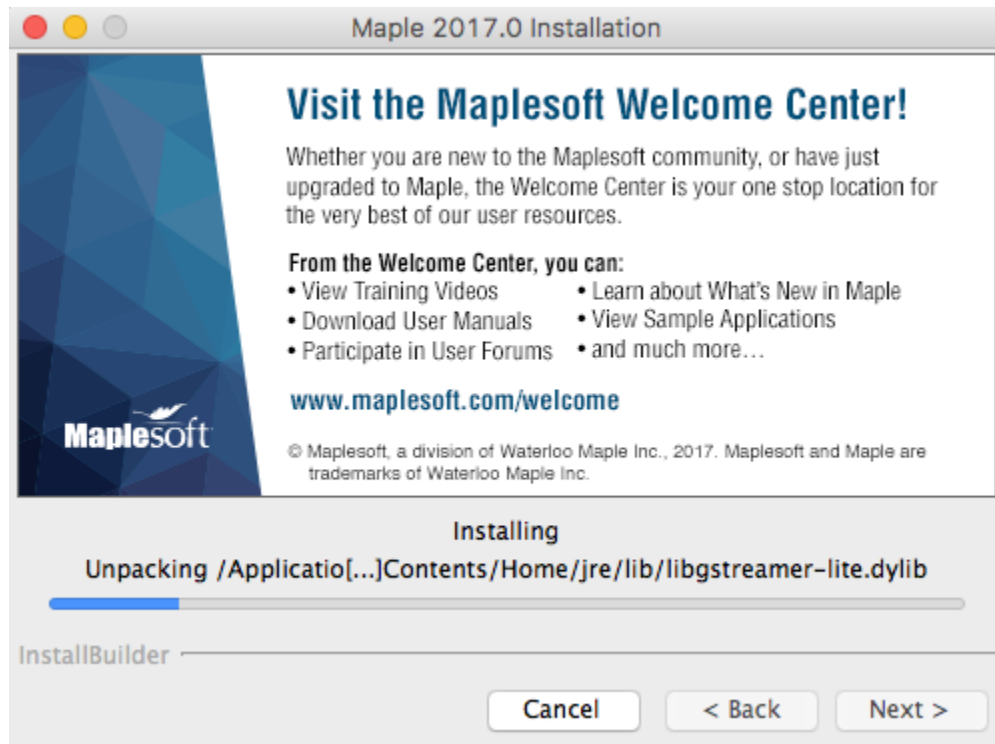 Maple 2017.0 Installation
Visit the Maplesoft Welcome Center!
Whether you are new to the Maplesoft community, or have just
upgraded to Maple, the Welcome Center is your one stop location for
the very best of our user resources.
From the Welcome Center, you can:
• View Training Videos
• Download User Manuals
• Participate in User Forums
• Learn about What's New in Maple
• View Sample Applications
• and much more…
www.maplesoft.com/welcome
Maplesoft
© Maplesoft, a division of Waterloo Maple Inc., 2017. Maplesoft and Maple are
trademarks of Waterloo Maple Inc.
Installing
Unpacking /Applicatio[...]Contents/Home/jre/lib/libgstreamer-lite.dylib
InstallBuilder
Cancel
< Back
Next >